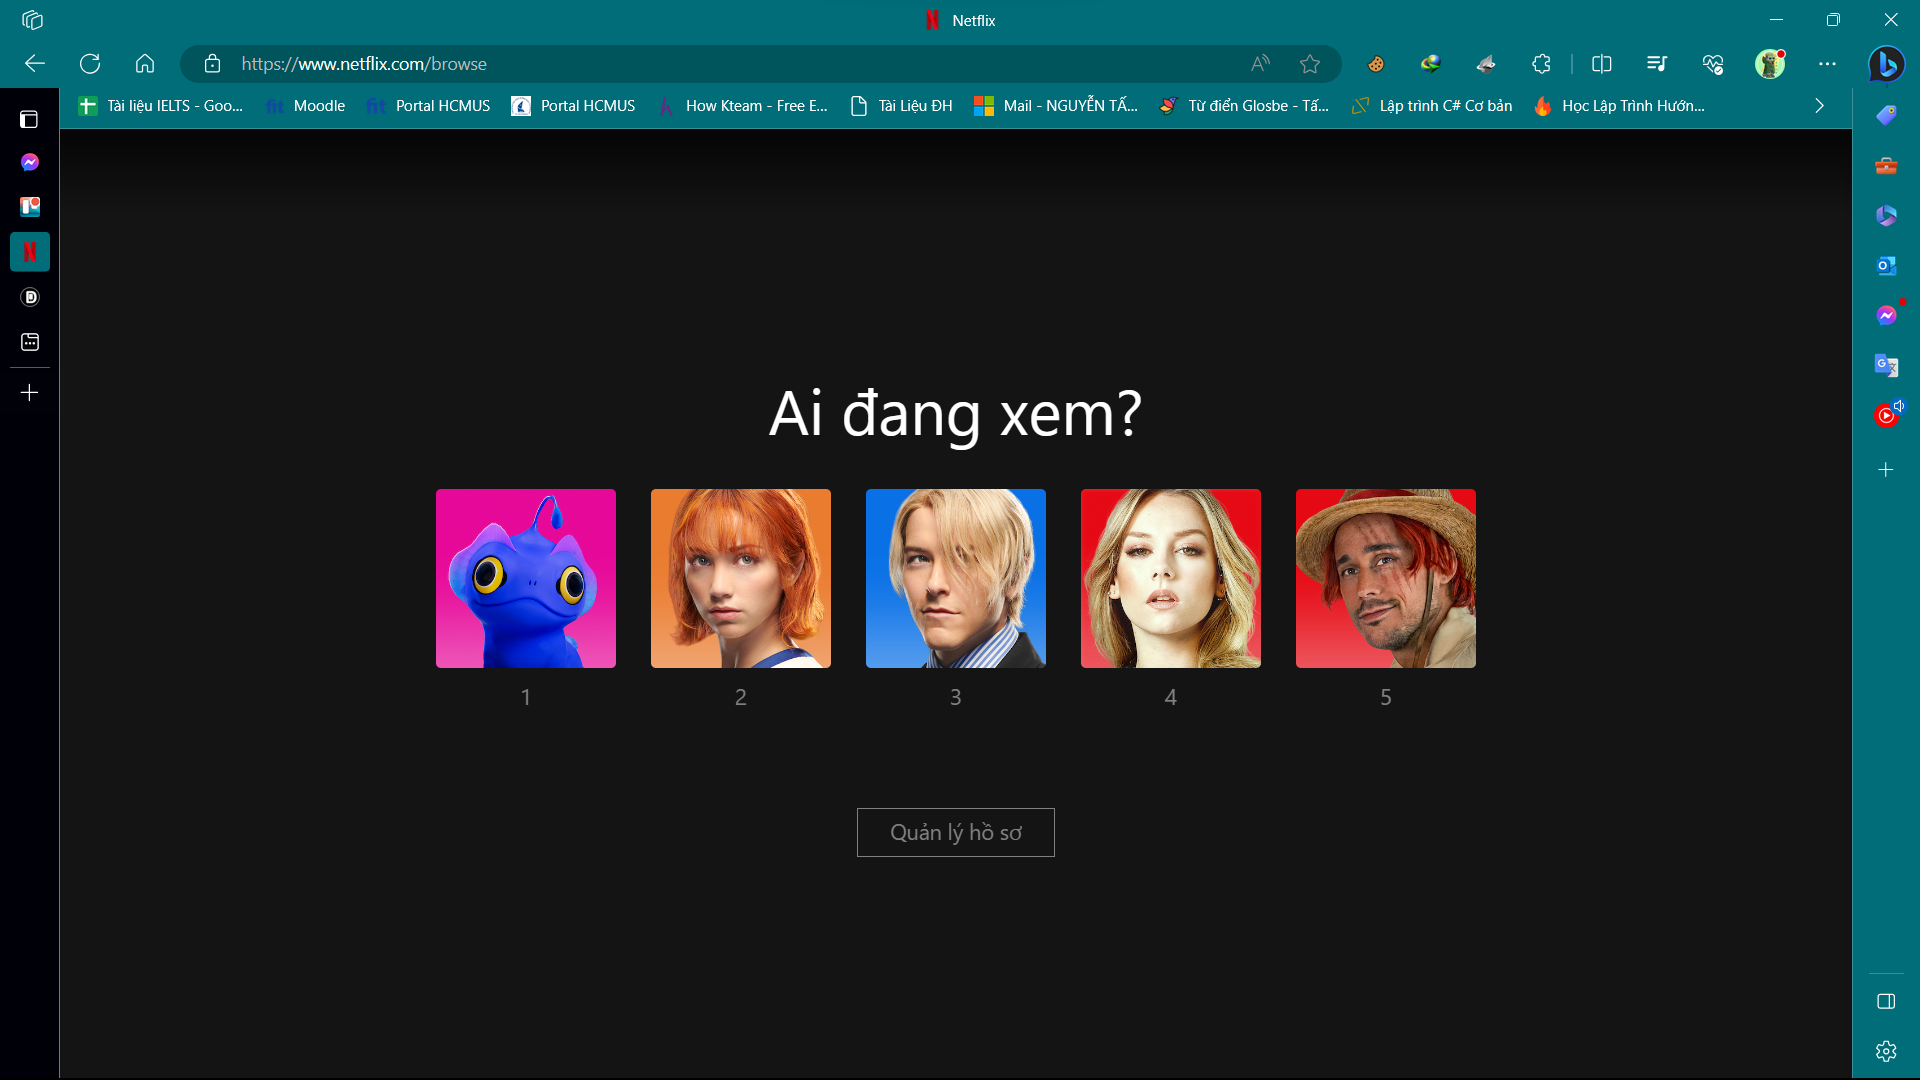 Netflix
https://www.netflix.com/browse
Tài liệu IELTS - Goo...
fit Moodle
fit Portal HCMUS
Portal HCMUS
How Kteam - Free E...
Tài Liệu ĐH
Mail - NGUYỄN TẤ...
Từ điển Glosbe - Tấ...
Lập trình C# Cơ bản
Học Lập Trình Hướn...
Ai đang xem?
1
2
3
4
5
Quản lý hồ sơ